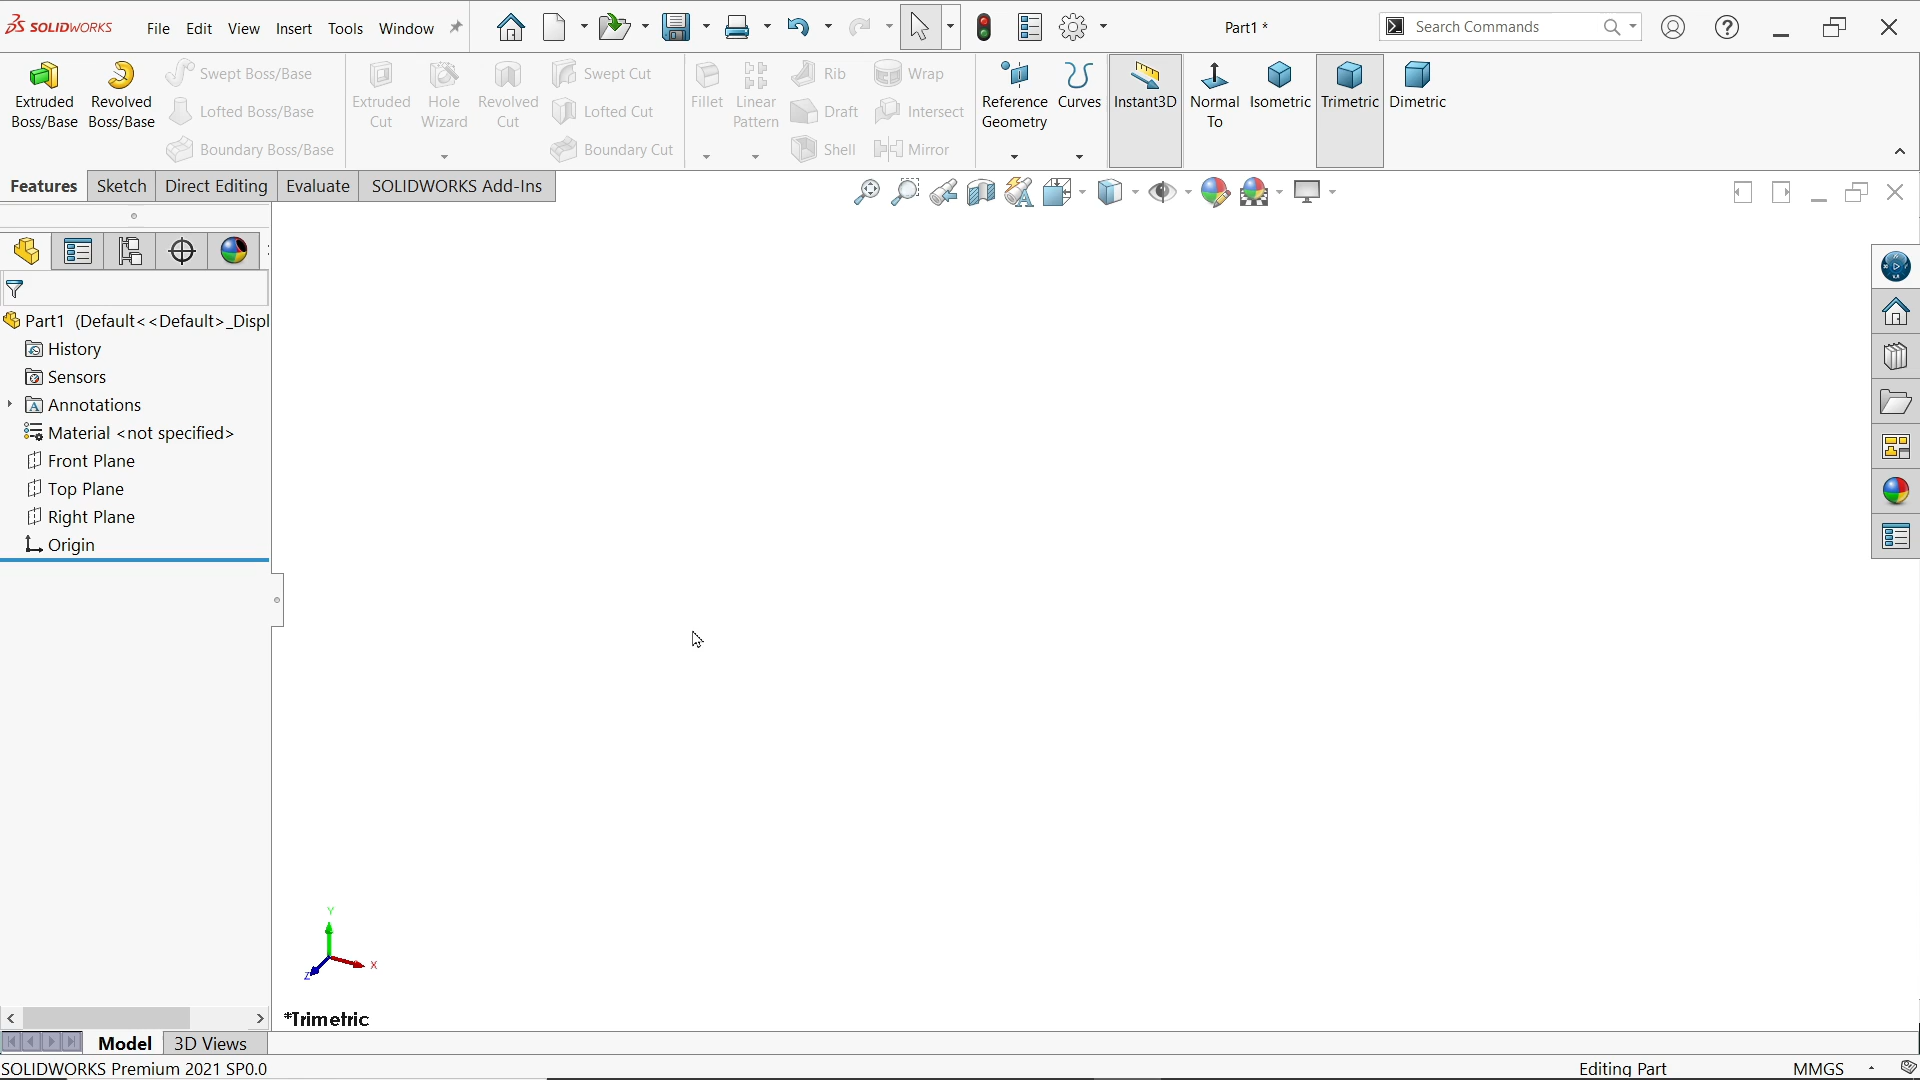 SOLIDWORKS File Edit View Insert Tools Window Part1 * Search Commands
Extruded Boss/Base
Revolved Boss/Base
Swept Boss/Base
Lofted Boss/Base
Boundary Boss/Base
Extruded Cut
Hole Wizard
Revolved Cut
Swept Cut
Lofted Cut
Boundary Cut
Fillet
Linear Pattern
Rib
Draft
Shell
Wrap
Intersect
Mirror
Reference Geometry
Curves
Instant3D
Normal To
Isometric
Trimetric
Dimetric
Features Sketch Direct Editing Evaluate SOLIDWORKS Add-Ins
Part1 (Default<<Default>_Displ
History
Sensors
Annotations
Material <not specified>
Front Plane
Top Plane
Right Plane
Origin
Y
X
Z
*Trimetric
Model 3D Views
SOLIDWORKS Premium 2021 SP0.0 Editing Part MMGS